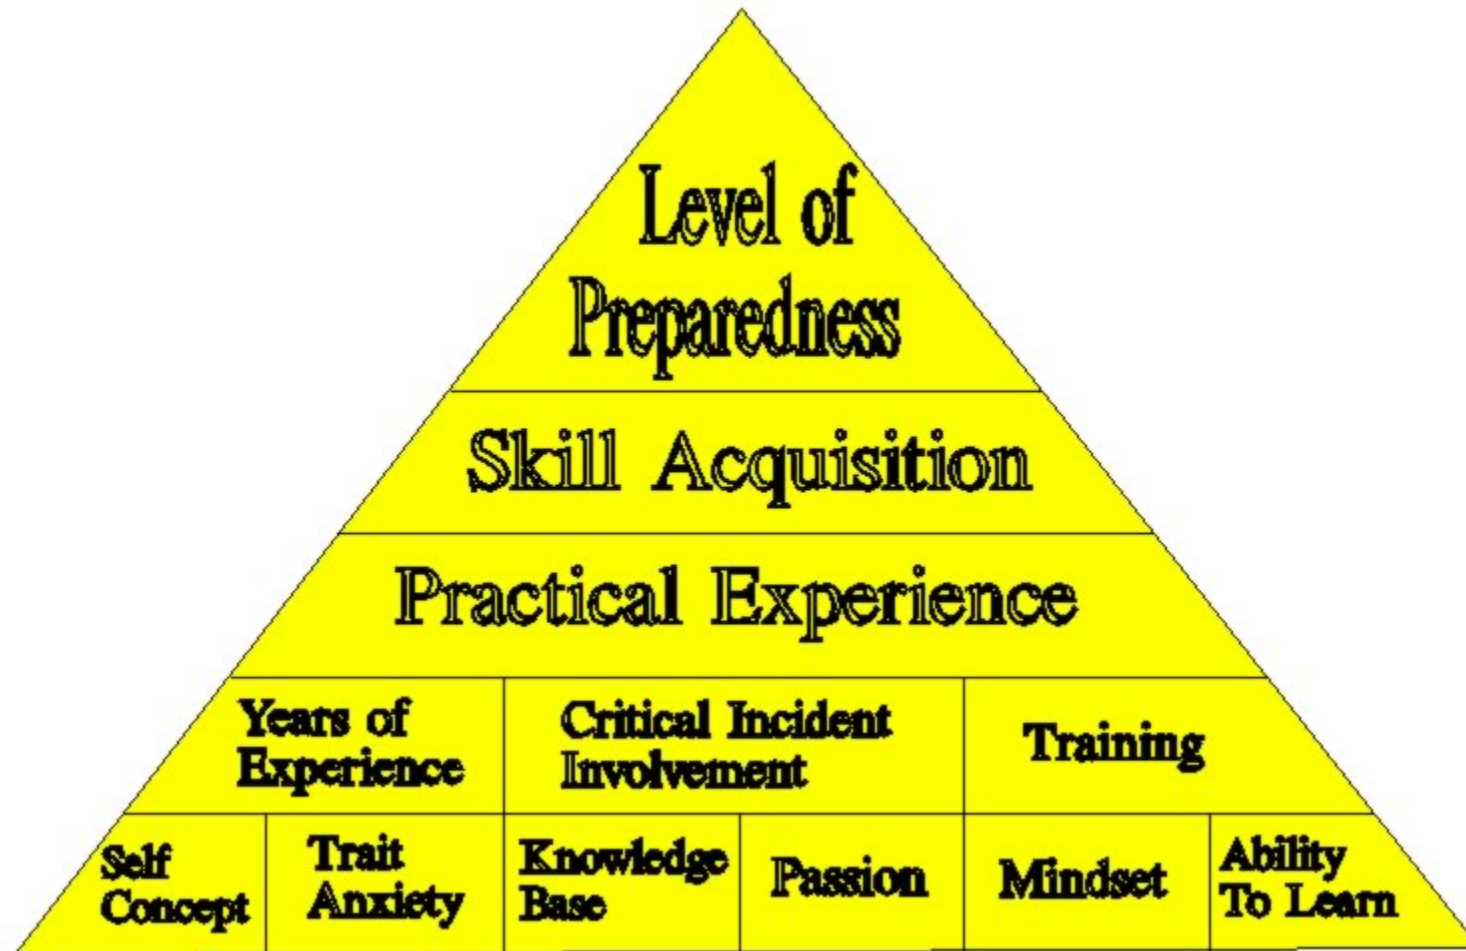 Level of
Preparedness
Skill Acquisition
Practical Experience
Years of
Experience
Critical Incident
Involvement
Training
Self
Concept
Trait
Anxiety
Knowledge
Base
Passion
Mindset
Ability
To Learn